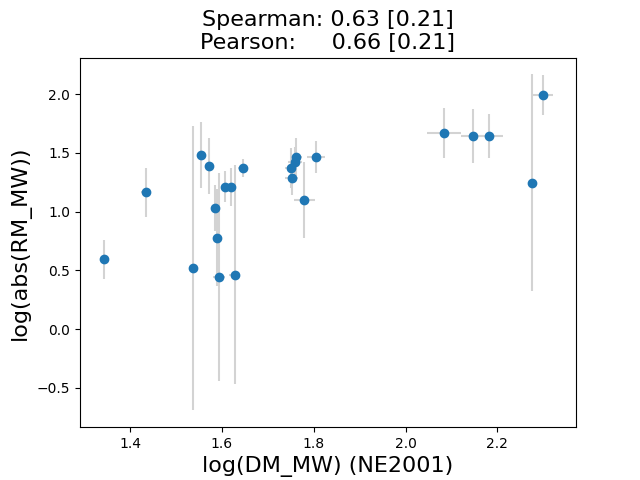 Spearman: 0.63 [0.21]
Pearson: 0.66 [0.21]
log(abs(RM_MW))
2.0
1.5
1.0
0.5
0.0
−0.5
1.4 1.6 1.8 2.0 2.2
log(DM_MW) (NE2001)